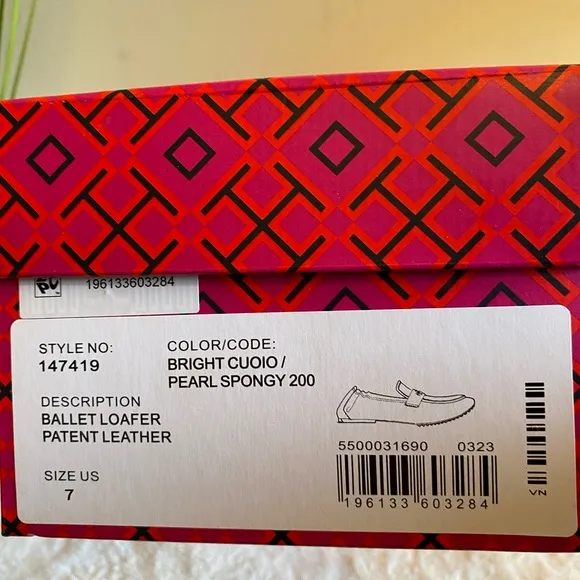 196133603284
STYLE NO:
147419
COLOR/CODE:
BRIGHT CUOIO /
PEARL SPONGY 200
DESCRIPTION
BALLET LOAFER
PATENT LEATHER
SIZE US
7
5500031690 0323
196133 603284
VN